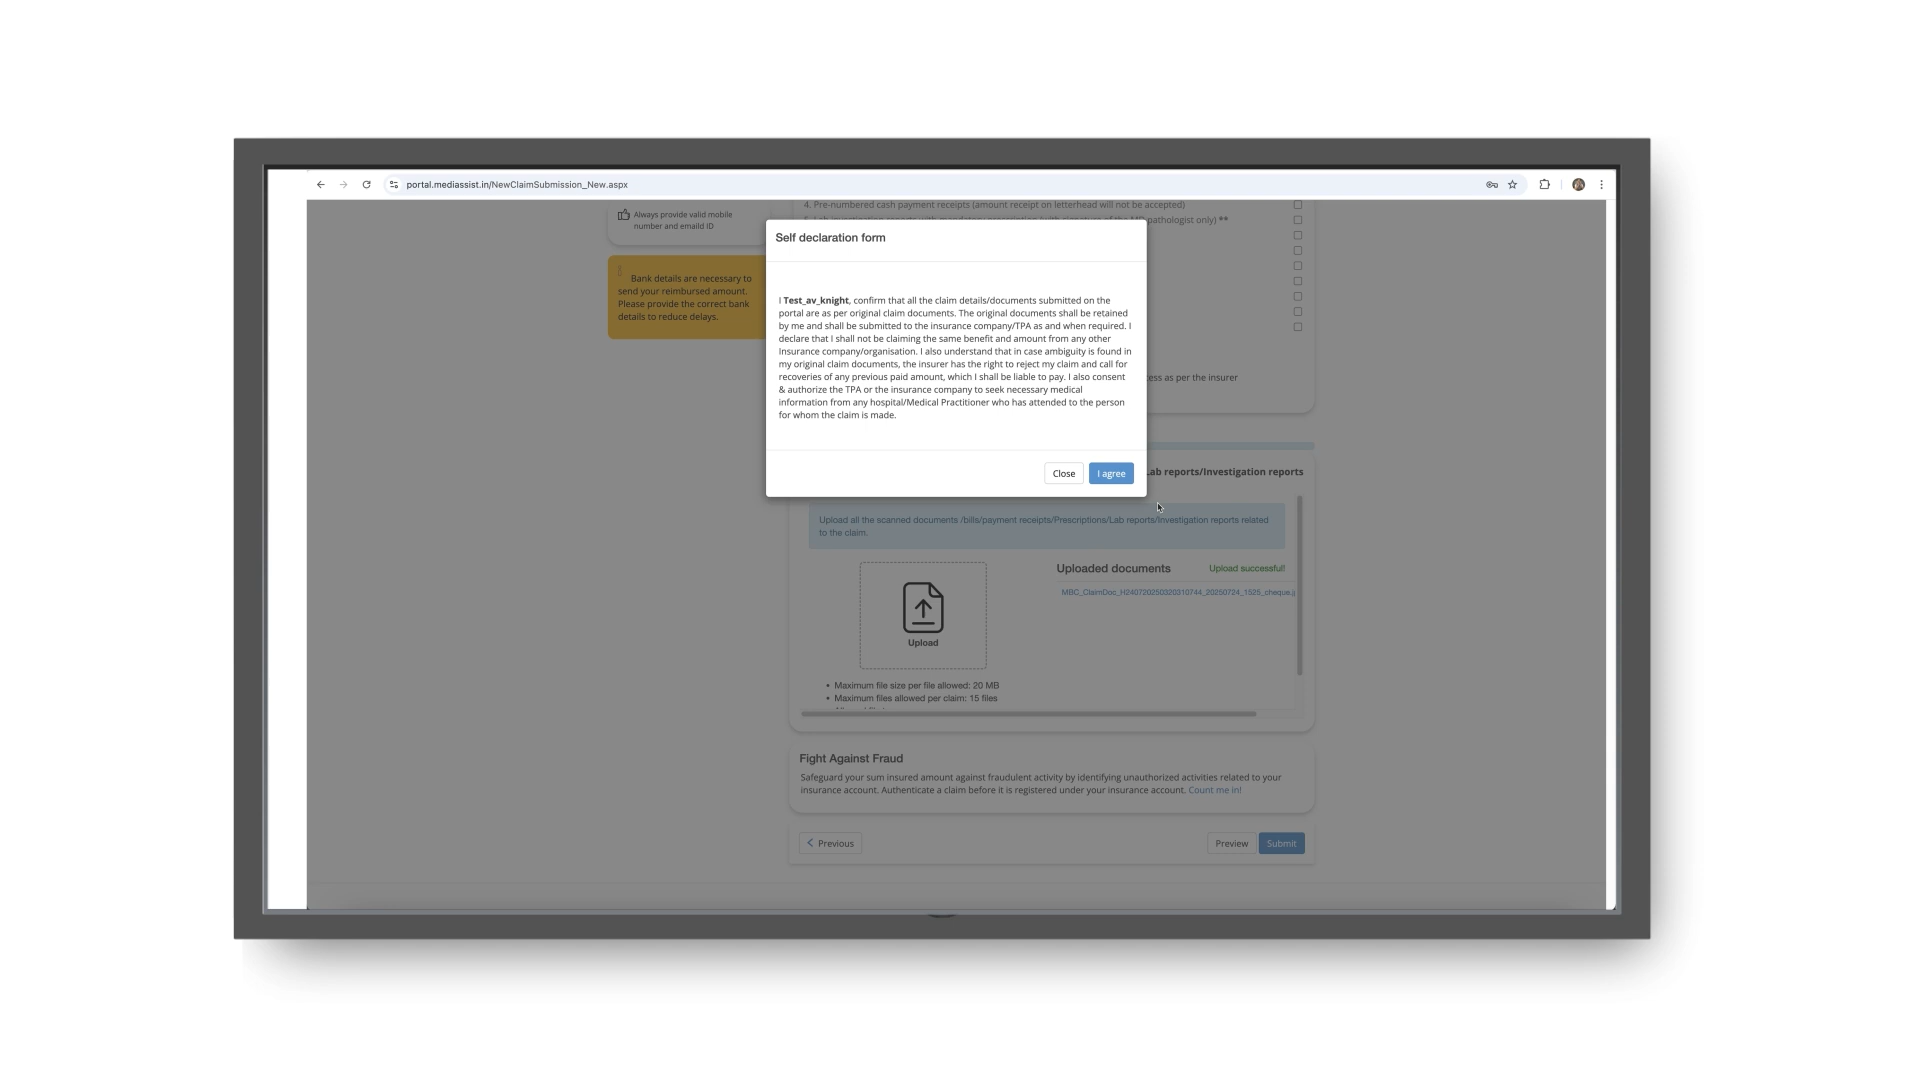 portal.mediassist.in/NewClaimSubmission_New.aspx
Always provide valid mobile
number and emaild ID
Bank details are necessary to
send your reimbursed amount.
Please provide the correct bank
details to reduce delays.
4. Pre-numbered cash payment receipts (amount receipt on letterhead will not be accepted)
pathologist only) **
Self declaration form
I Test_av_knight, confirm that all the claim details/documents submitted on the
portal are as per original claim documents. The original documents shall be retained
by me and shall be submitted to the insurance company/TPA as and when required. I
declare that I shall not be claiming the same benefit and amount from any other
Insurance company/organisation. I also understand that in case ambiguity is found in
my original claim documents, the insurer has the right to reject my claim and call for
recoveries of any previous paid amount, which I shall be liable to pay. I also consent
& authorize the TPA or the insurance company to seek necessary medical
information from any hospital/Medical Practitioner who has attended to the person
for whom the claim is made.
Close
I agree
ess as per the insurer
ab reports/Investigation reports
Upload all the scanned documents /bills/payment receipts/Prescriptions/Lab reports/Investigation reports related
to the claim.
Upload
Uploaded documents
Upload successful!
MBC_ClaimDoc_H240720250320310744_20250724_1525_cheque.j
• Maximum file size per file allowed: 20 MB
• Maximum files allowed per claim: 15 files
Fight Against Fraud
Safeguard your sum insured amount against fraudulent activity by identifying unauthorized activities related to your
insurance account. Authenticate a claim before it is registered under your insurance account. Count me in!
Previous
Preview
Submit